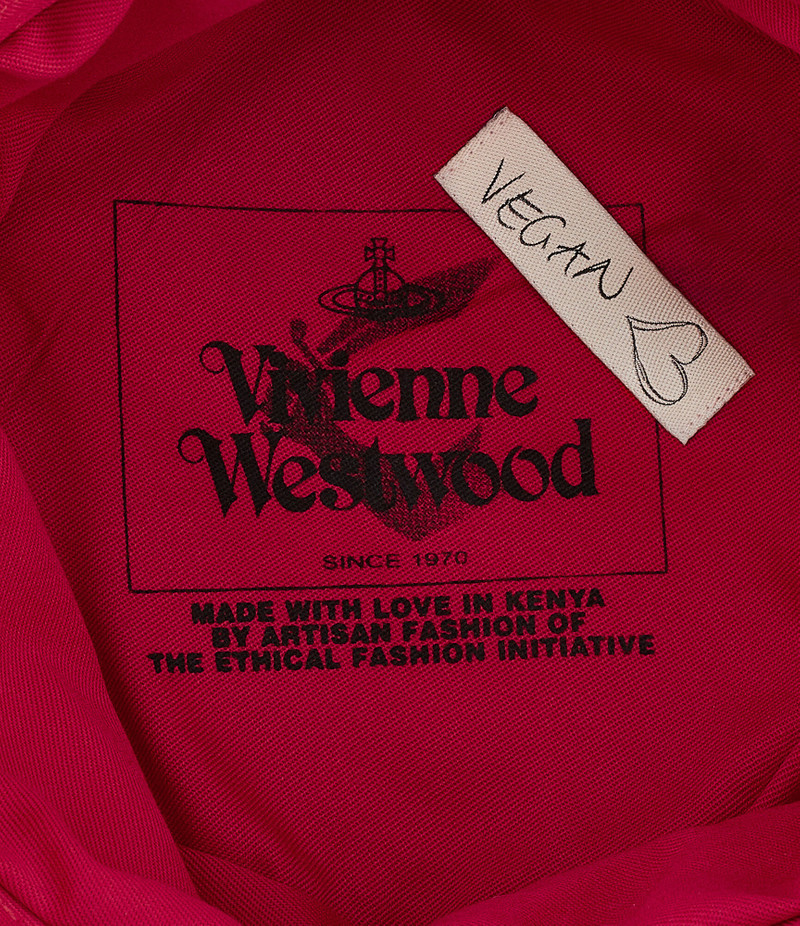 VEGAN
Vivienne
Westwood
SINCE 1970
MADE WITH LOVE IN KENYA
BY ARTISAN FASHION OF
THE ETHICAL FASHION INITIATIVE